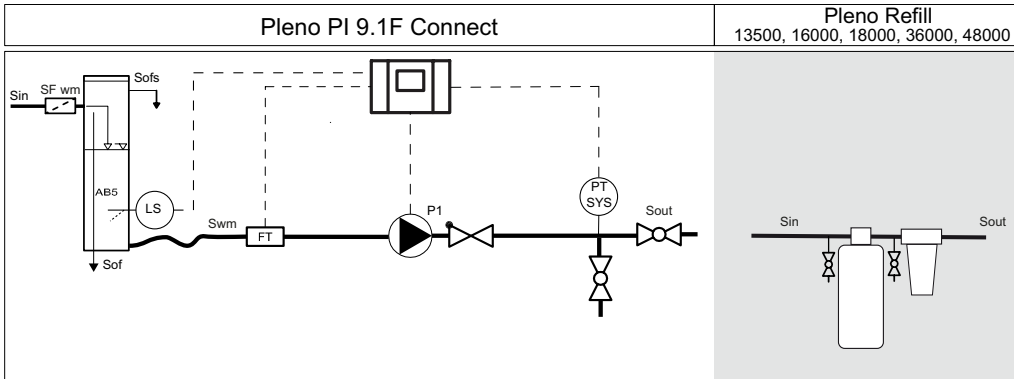 Pleno PI 9.1F Connect
Pleno Refill
13500, 16000, 18000, 36000, 48000
Sin
SF wm
Sofs
AB5
LS
Swm
FT
Sof
P1
PT
SYS
Sout
Sin
Sout